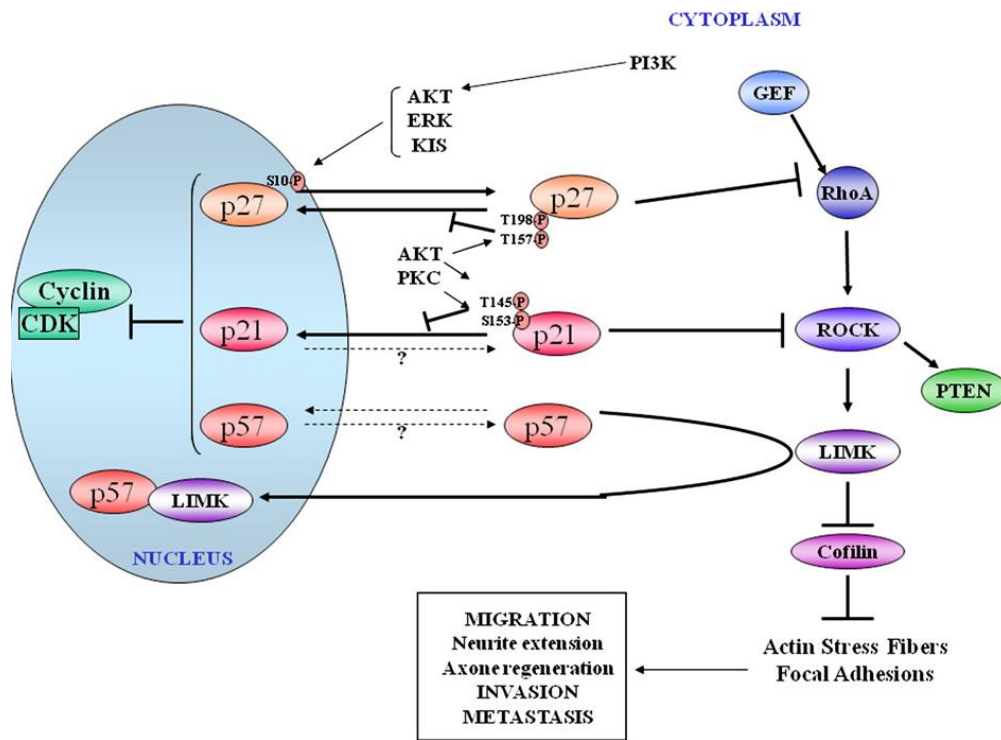 CYTOPLASM
PI3K
GEF
AKT
ERK
KIS
S10-P
p27
p27
RhoA
T198-P
T157-P
AKT
PKC
Cyclin
CDK
T145-P
S153-P
p21
p21
ROCK
?
PTEN
p57
p57
?
LIMK
p57
LIMK
NUCLEUS
Cofilin
MIGRATION
Neurite extension
Axone regeneration
INVASION
METASTASIS
Actin Stress Fibers
Focal Adhesions